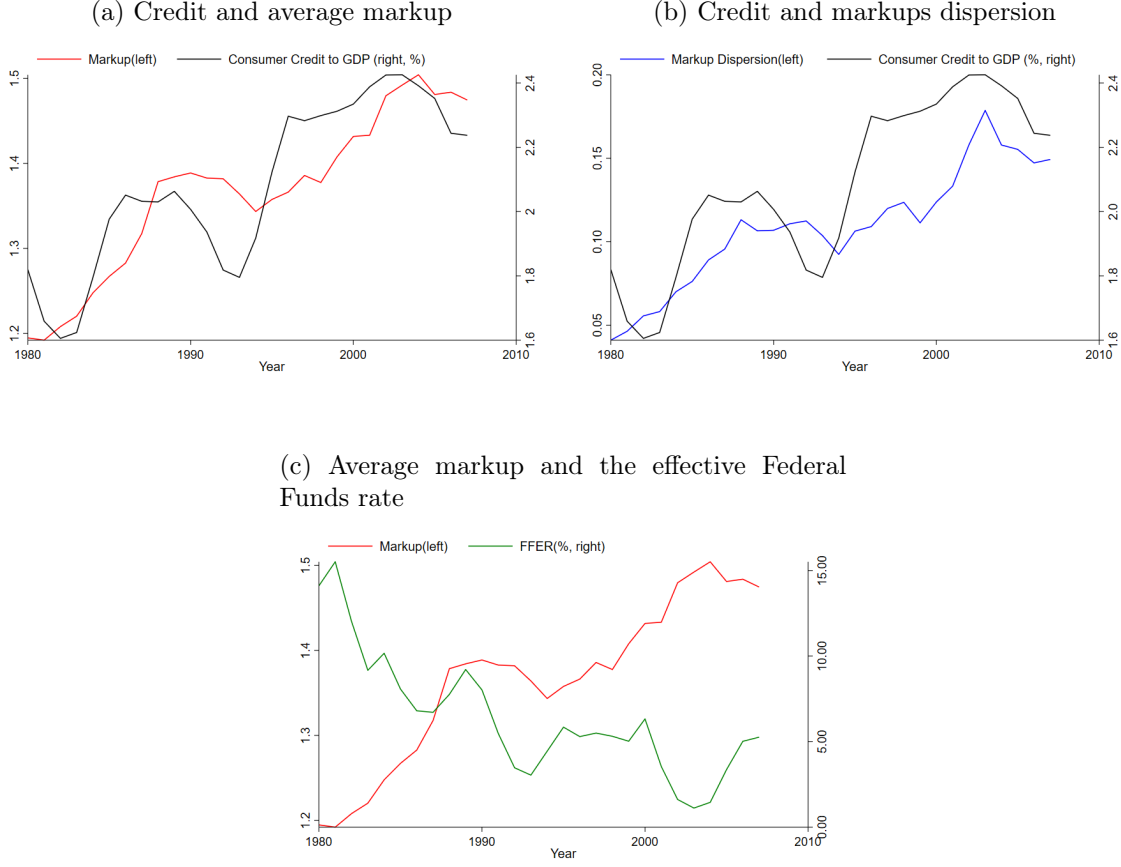 (a) Credit and average markup
Markup(left) Consumer Credit to GDP (right, %)
1.5
1.4
1.3
1.2
2.4
2.2
2
1.8
1.6
1980 1990 2000 2010
Year
(b) Credit and markups dispersion
Markup Dispersion(left) Consumer Credit to GDP (%, right)
0.20
0.15
0.10
0.05
2.4
2.2
2.0
1.8
1.6
1980 1990 2000 2010
Year
(c) Average markup and the effective Federal
Funds rate
Markup(left) FFER(%, right)
1.5
1.4
1.3
1.2
15.00
10.00
5.00
0.00
1980 1990 2000 2010
Year